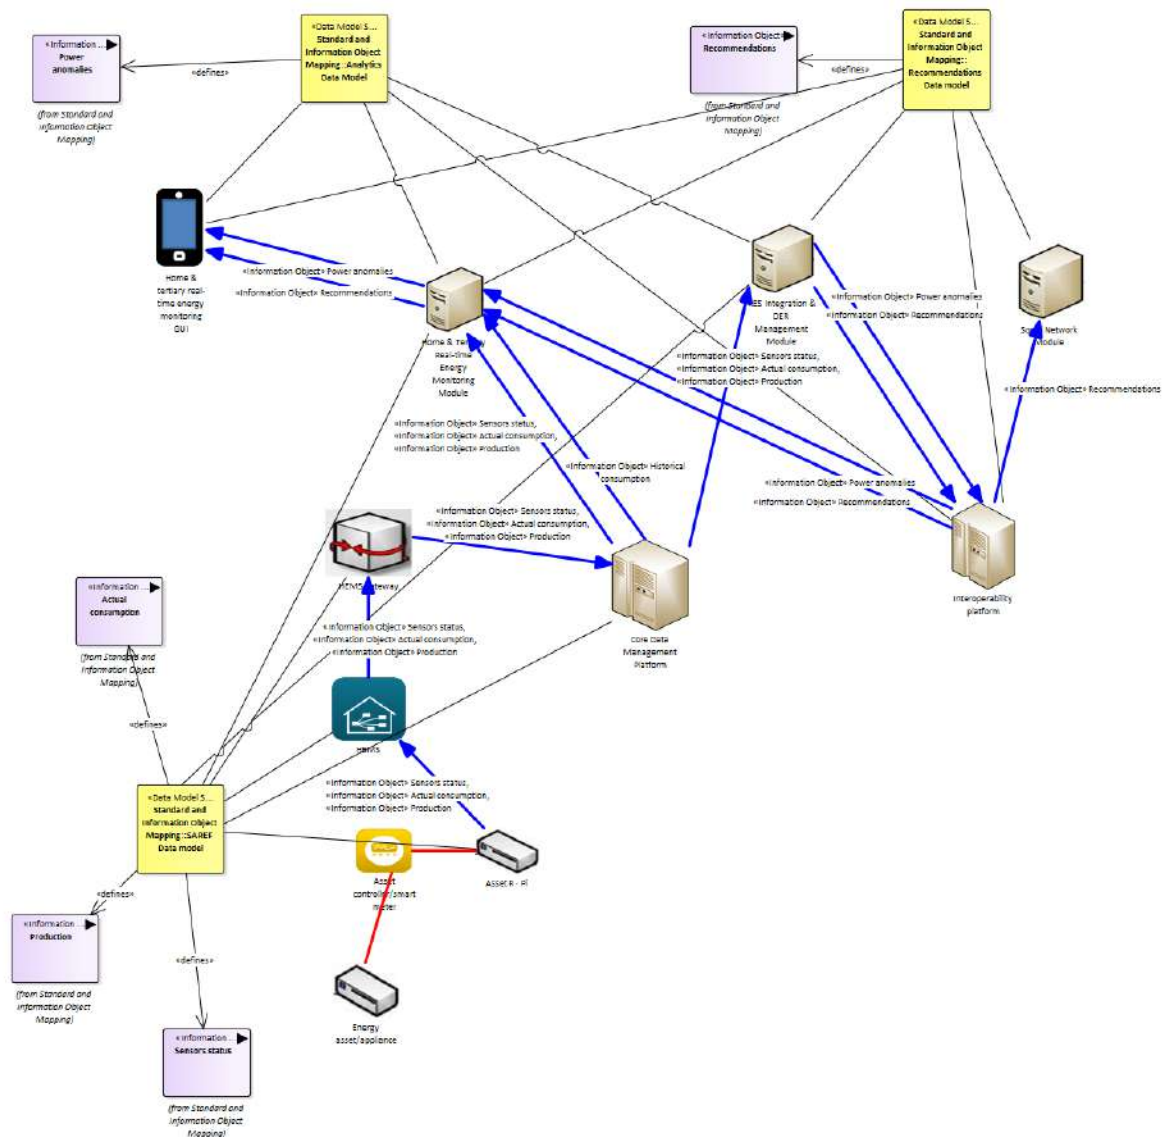 «Information ...
Power
anomalies
(from Standard and
Information Object
Mapping)
«defines»
«Data Model S...
Standard and
Information Object
Mapping::Analytics
Data Model
«Information Object»
Recommendations
(from Standard and
Information Object
Mapping)
«defines»
«Data Model S...
Standard and
Information Object
Mapping::
Recommendations
Data model
Home &
tertiary real-
time energy
monitoring
GUI
«Information Object» Power anomalies
«Information Object» Recommendations
Home & Tertiary
Real-time
Energy
Monitoring
Module
Integration &
DER
Management
Module
«Information Object» Power anomalies
«Information Object» Recommendations
Social Network
Module
«Information Object» Sensors status,
«Information Object» Actual consumption,
«Information Object» Production
«Information Object» Recommendations
«Information Object» Sensors status,
«Information Object» Actual consumption,
«Information Object» Production
«Information Object» Historical
consumption
«Information Object» Power anomalies
«Information Object» Recommendations
«Information Object» Sensors status,
«Information Object» Actual consumption,
«Information Object» Production
HEMS Gateway
Core Data
Management
Platform
Interoperability
platform
«Information ...
Actual
consumption
(from Standard and
Information Object
Mapping)
«Information Object» Sensors status,
«Information Object» Actual consumption,
«Information Object» Production
«defines»
HEMS
«Information Object» Sensors status,
«Information Object» Actual consumption,
«Information Object» Production
«Data Model S...
Standard and
Information Object
Mapping::SAREF
Data model
Asset
controller/smart
meter
Asset R - Pi
«defines»
«Information ...
Production
(from Standard and
Information Object
Mapping)
«defines»
Energy
asset/appliance
«Information ...
Sensors status
(from Standard and
Information Object
Mapping)